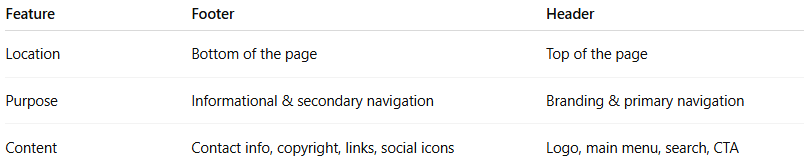 Feature Footer Header
Location Bottom of the page Top of the page
Purpose Informational & secondary navigation Branding & primary navigation
Content Contact info, copyright, links, social icons Logo, main menu, search, CTA